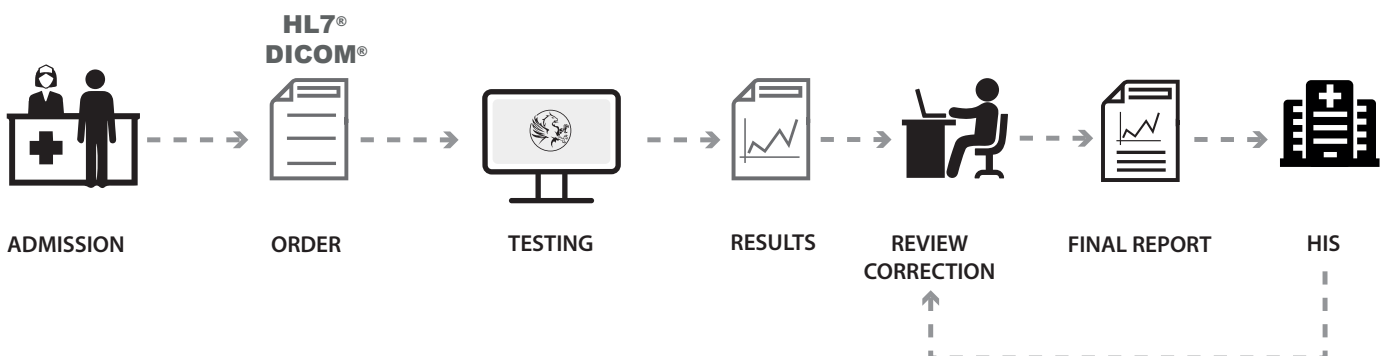 HL7®
DICOM®
ADMISSION
ORDER
TESTING
RESULTS
REVIEW
CORRECTION
FINAL REPORT
HIS